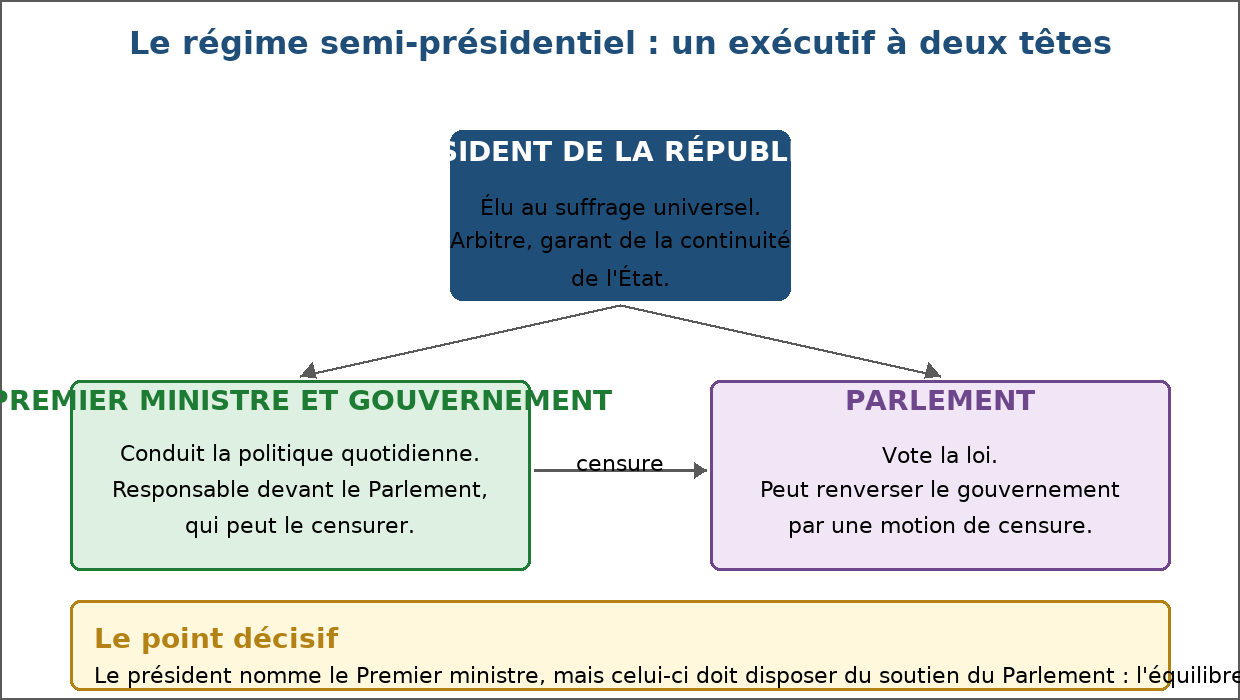 Le régime semi-présidentiel : un exécutif à deux têtes
SIDENT DE LA RÉPUBL
Élu au suffrage universel.
Arbitre, garant de la continuité
de l'État.
PREMIER MINISTRE ET GOUVERNEMENT
Conduit la politique quotidienne.
Responsable devant le Parlement,
qui peut le censurer.
censure
PARLEMENT
Vote la loi.
Peut renverser le gouvernement
par une motion de censure.
Le point décisif
Le président nomme le Premier ministre, mais celui-ci doit disposer du soutien du Parlement : l'équilibre